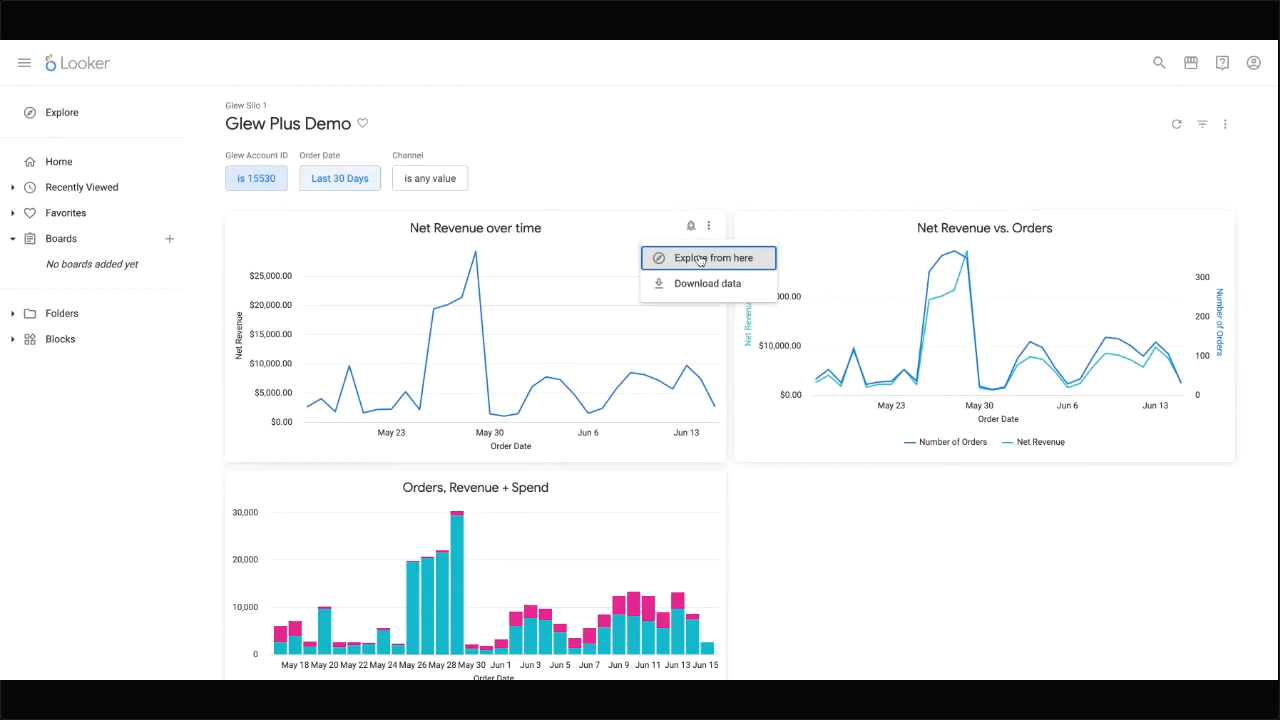 Looker
Explore
Home
Recently Viewed
Favorites
Boards
No boards added yet
Folders
Blocks
Glew Silo 1
Glew Plus Demo
Glew Account ID
Order Date
Channel
is 15530
Last 30 Days
is any value
Net Revenue over time
Explore from here
Download data
$25,000.00
$20,000.00
$15,000.00
$10,000.00
$5,000.00
$0.00
Net Revenue
May 23
May 30
Jun 6
Jun 13
Order Date
Net Revenue vs. Orders
$10,000.00
$0.00
300
200
100
0
Number of Orders
May 23
May 30
Jun 6
Jun 13
Order Date
Number of Orders
Net Revenue
Orders, Revenue + Spend
30,000
20,000
10,000
0
May 18 May 20 May 22 May 24 May 26 May 28 May 30 Jun 1 Jun 3 Jun 5 Jun 7 Jun 9 Jun 11 Jun 13 Jun 15
Order Date